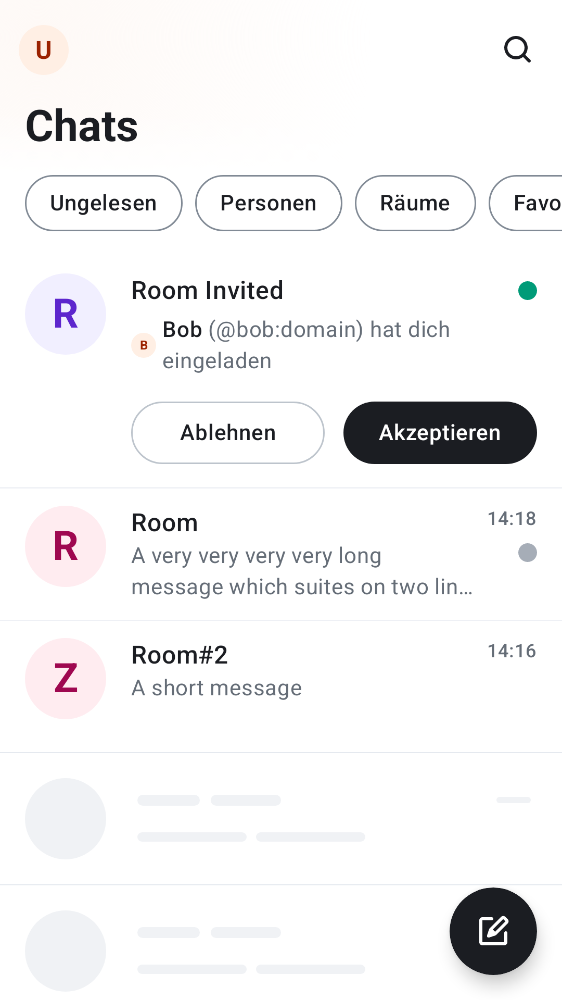 U
Chats
Ungelesen
Personen
Räume
Favo
R
Room Invited
B
Bob (@bob:domain) hat dich
eingeladen
Ablehnen
Akzeptieren
R
Room
14:18
A very very very very long
message which suites on two lin…
Z
Room#2
14:16
A short message